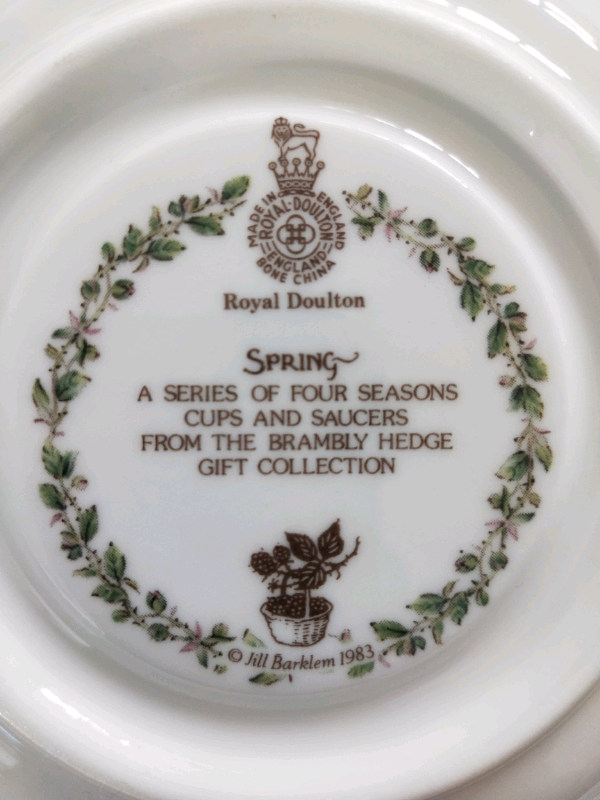 MADE IN ENGLAND
ROYAL·DOULTON
ENGLAND
BONE CHINA
Royal Doulton
SPRING
A SERIES OF FOUR SEASONS
CUPS AND SAUCERS
FROM THE BRAMBLY HEDGE
GIFT COLLECTION
© Jill Barklem 1983